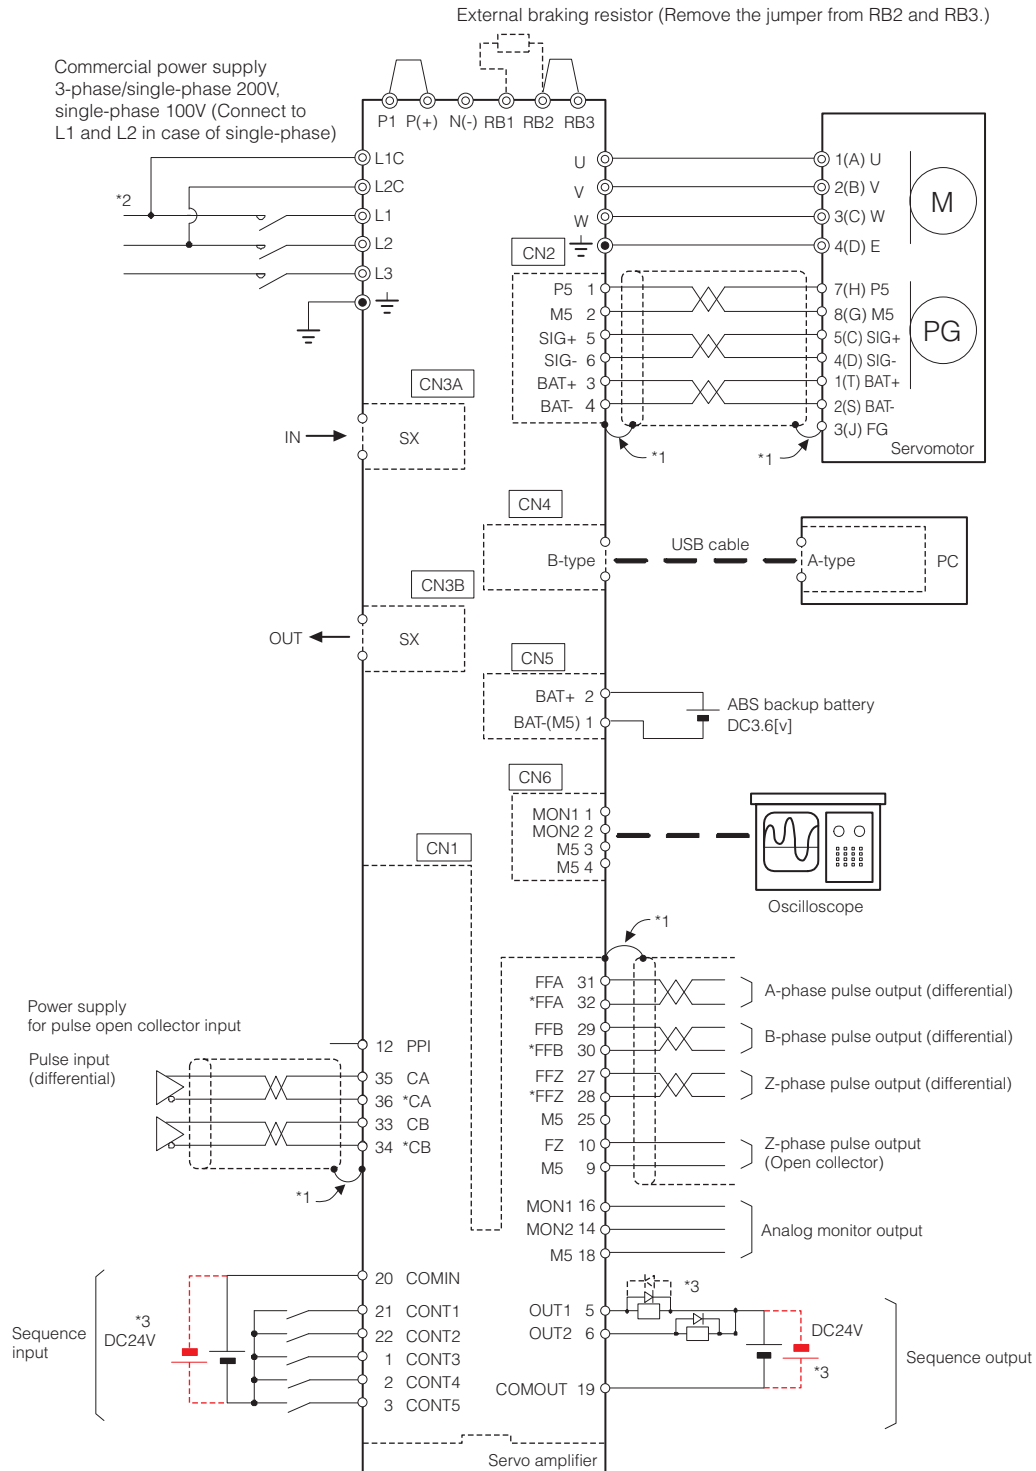 External braking resistor (Remove the jumper from RB2 and RB3.)
Commercial power supply
3-phase/single-phase 200V,
single-phase 100V (Connect to
L1 and L2 in case of single-phase)
P1 P(+) N(-) RB1 RB2 RB3
L1C
L2C
*2
L1
L2
L3
U
V
W
1(A) U
2(B) V
3(C) W
4(D) E
M
CN2
P5 1
M5 2
SIG+ 5
SIG- 6
BAT+ 3
BAT- 4
7(H) P5
8(G) M5
5(C) SIG+
4(D) SIG-
1(T) BAT+
2(S) BAT-
3(J) FG
PG
Servomotor
*1
*1
CN3A
IN
SX
CN4
B-type
USB cable
A-type
PC
CN3B
OUT
SX
CN5
BAT+ 2
BAT-(M5) 1
ABS backup battery
DC3.6[v]
CN6
MON1 1
MON2 2
M5 3
M5 4
Oscilloscope
CN1
*1
FFA 31
*FFA 32
A-phase pulse output (differential)
FFB 29
*FFB 30
B-phase pulse output (differential)
FFZ 27
*FFZ 28
Z-phase pulse output (differential)
M5 25
FZ 10
M5 9
Z-phase pulse output
(Open collector)
MON1 16
MON2 14
M5 18
Analog monitor output
Power supply
for pulse open collector input
Pulse input
(differential)
12 PPI
35 CA
36 *CA
33 CB
34 *CB
*1
Sequence
input
*3
DC24V
20 COMIN
21 CONT1
22 CONT2
1 CONT3
2 CONT4
3 CONT5
OUT1 5
OUT2 6
COMOUT 19
*3
DC24V
*3
Sequence output
Servo amplifier